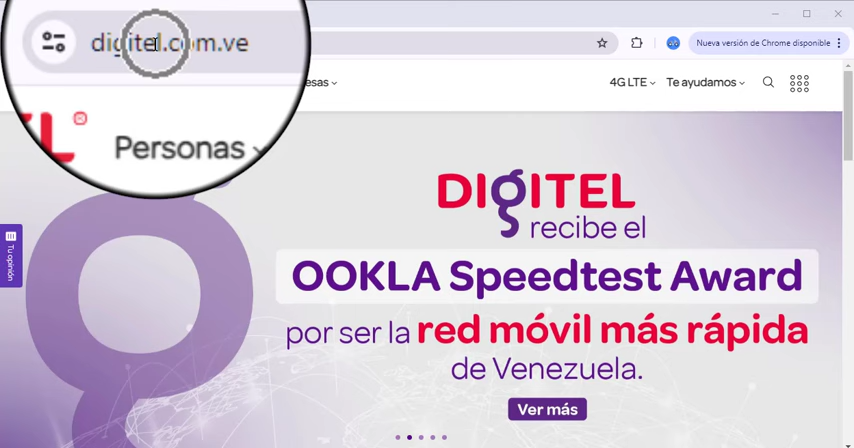 digitel.com.ve
Nueva versión de Chrome disponible
Personas
4G LTE
Te ayudamos
DIGITEL
recibe el
OOKLA Speedtest Award
por ser la red móvil más rápida
de Venezuela.
Ver más
Tu opinión